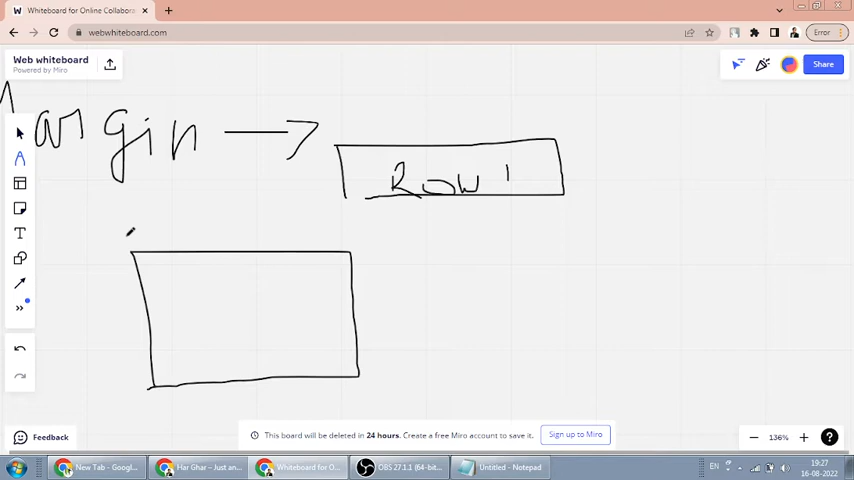 Whiteboard for Online Collabora
webwhiteboard.com
Error
Web whiteboard
Powered by Miro
Share
Margin →
Row 1
Feedback
This board will be deleted in 24 hours. Create a free Miro account to save it.
Sign up to Miro
136%
New Tab - Googl...
Har Ghar – Just an...
Whiteboard for O...
OBS 27.1.1 (64-bit...
Untitled - Notepad
EN
19:27
16-08-2022